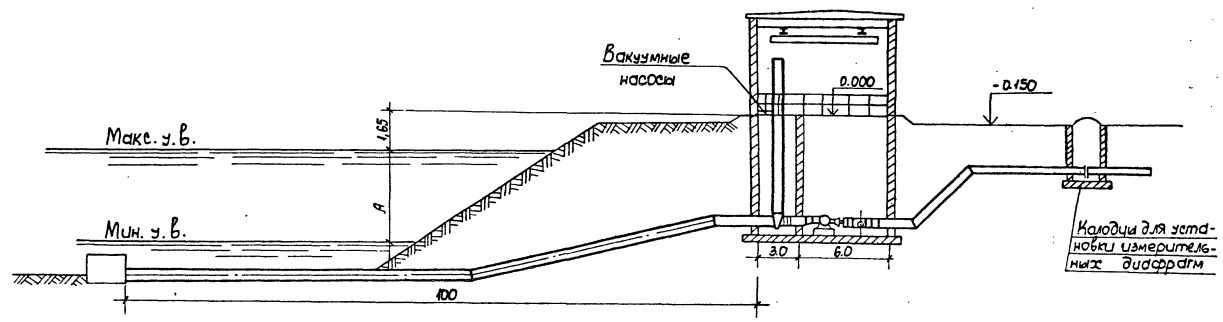 Вакуумные
насосы
0.000
-0.150
1,65
Макс. у.в.
А
Мин. у.в.
Колодцы для уста-
новки измеритель-
ных диафрагм
3.0
6.0
100